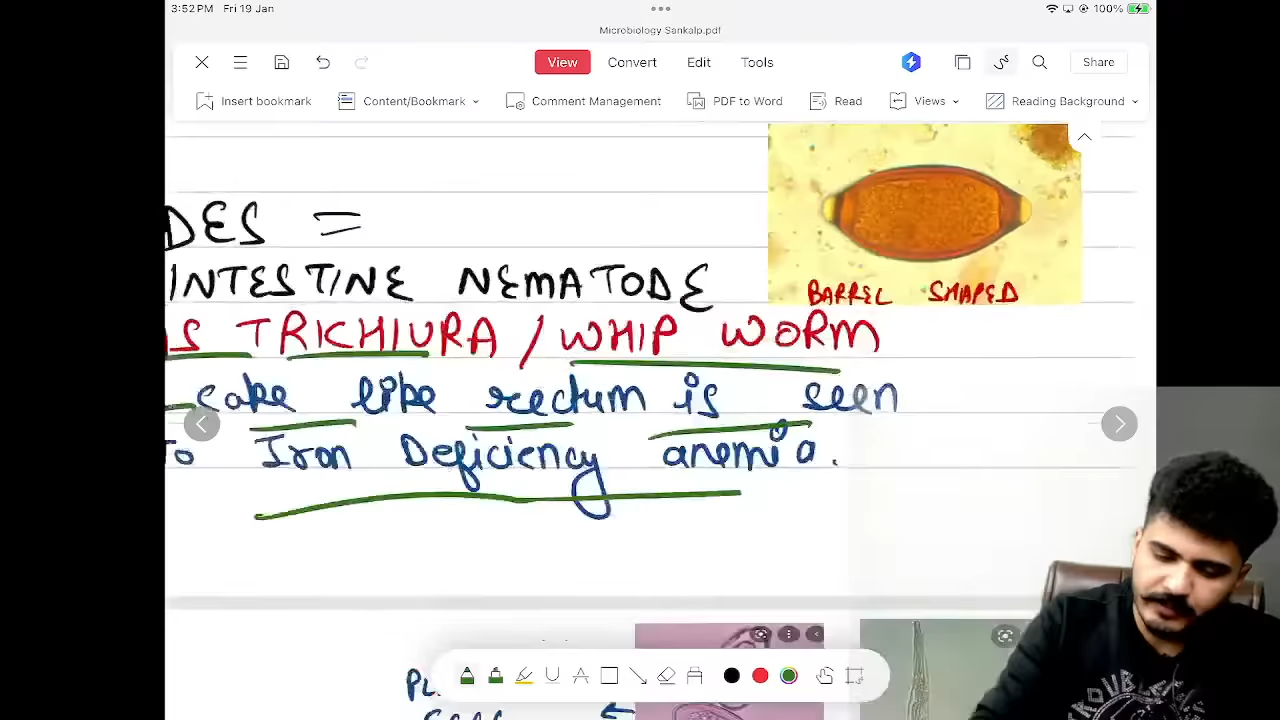 3:52 PM Fri 19 Jan
100%
Microbiology Sankalp.pdf
View Convert Edit Tools
Share
Insert bookmark Content/Bookmark Comment Management PDF to Word Read Views Reading Background
DES =
INTESTINE NEMATODE
BARREL SHAPED
S TRICHIURA / WHIP WORM
cake like rectum is seen
To Iron Deficiency anemia.